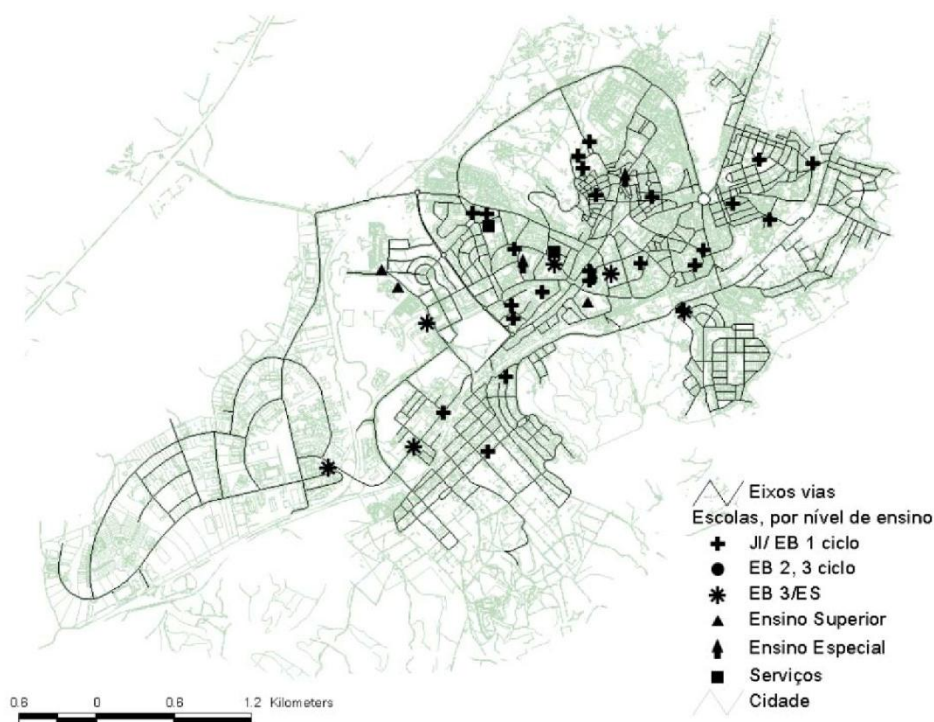 Eixos vias
Escolas, por nível de ensino
JI/ EB 1 ciclo
EB 2, 3 ciclo
EB 3/ES
Ensino Superior
Ensino Especial
Serviços
Cidade
0.6 0 0.6 1.2 Kilometers